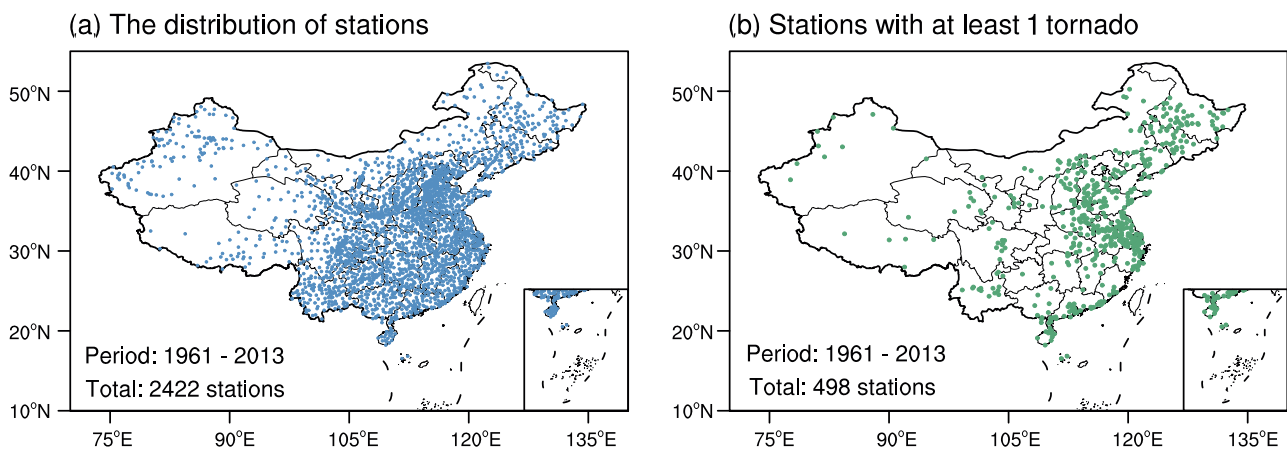 (a) The distribution of stations
50°N
40°N
30°N
20°N
10°N
Period: 1961 - 2013
Total: 2422 stations
75°E
90°E
105°E
120°E
135°E
(b) Stations with at least 1 tornado
50°N
40°N
30°N
20°N
10°N
Period: 1961 - 2013
Total: 498 stations
75°E
90°E
105°E
120°E
135°E